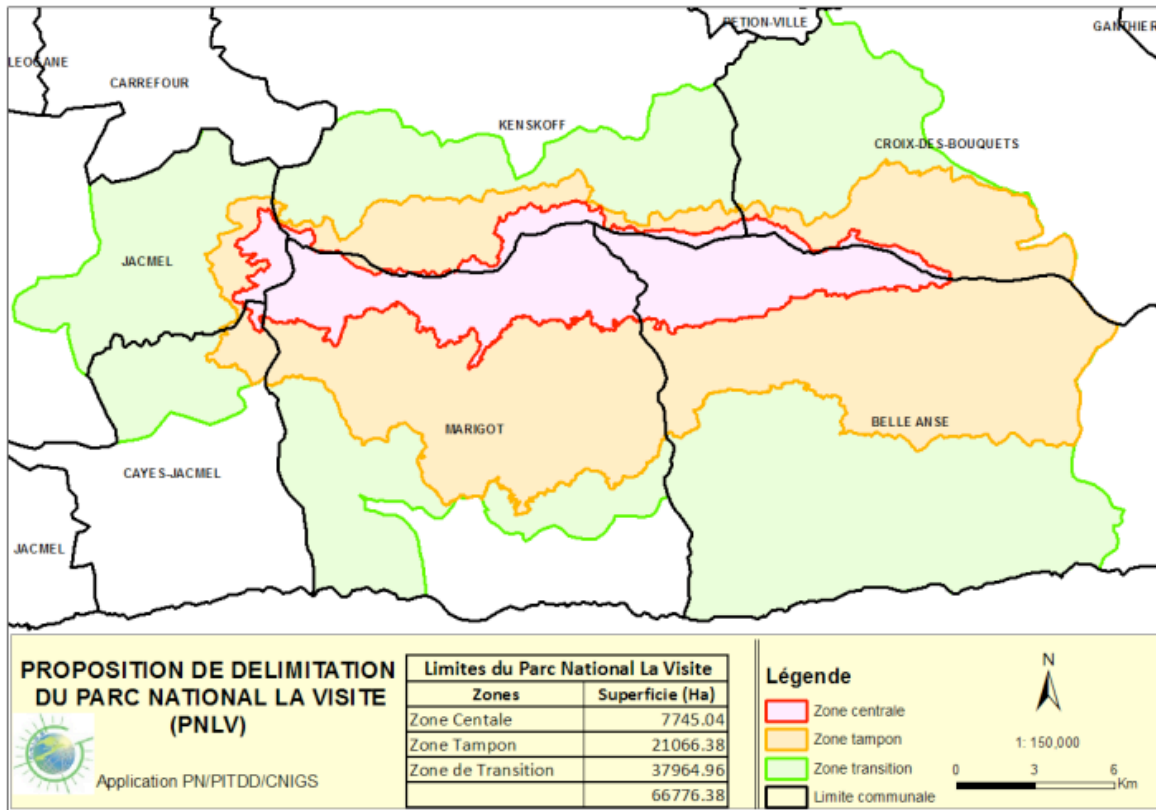 PETION-VILLE
GANTHIER
LEOGANE
CARREFOUR
KENSKOFF
CROIX-DES-BOUQUETS
JACMEL
MARIGOT
BELLE ANSE
CAYES-JACMEL
JACMEL
PROPOSITION DE DELIMITATION
DU PARC NATIONAL LA VISITE
(PNLV)
Application PN/PITDD/CNIGS
Limites du Parc National La Visite
Zones Superficie (Ha)
Zone Centale 7745.04
Zone Tampon 21066.38
Zone de Transition 37964.96
66776.38
Légende
Zone centrale
Zone tampon
Zone transition
Limite communale
N
1: 150,000
0 3 6
Km